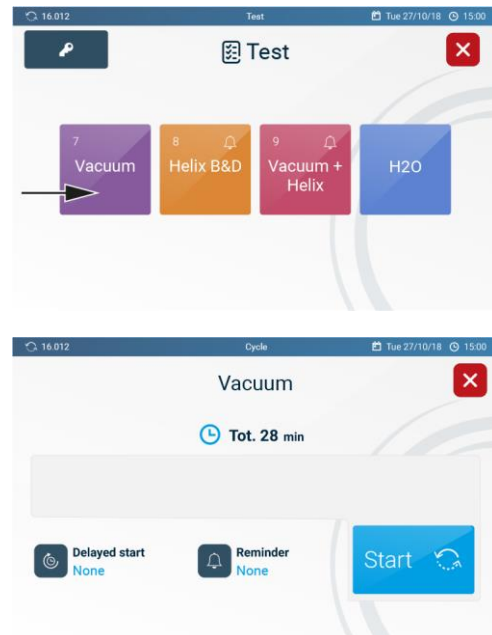 16.012 Test Tue 27/10/18 15:00
Test
7 8 9
Vacuum Helix B&D Vacuum + H2O
Helix
16.012 Cycle Tue 27/10/18 15:00
Vacuum
Tot. 28 min
Delayed start Reminder Start
None None